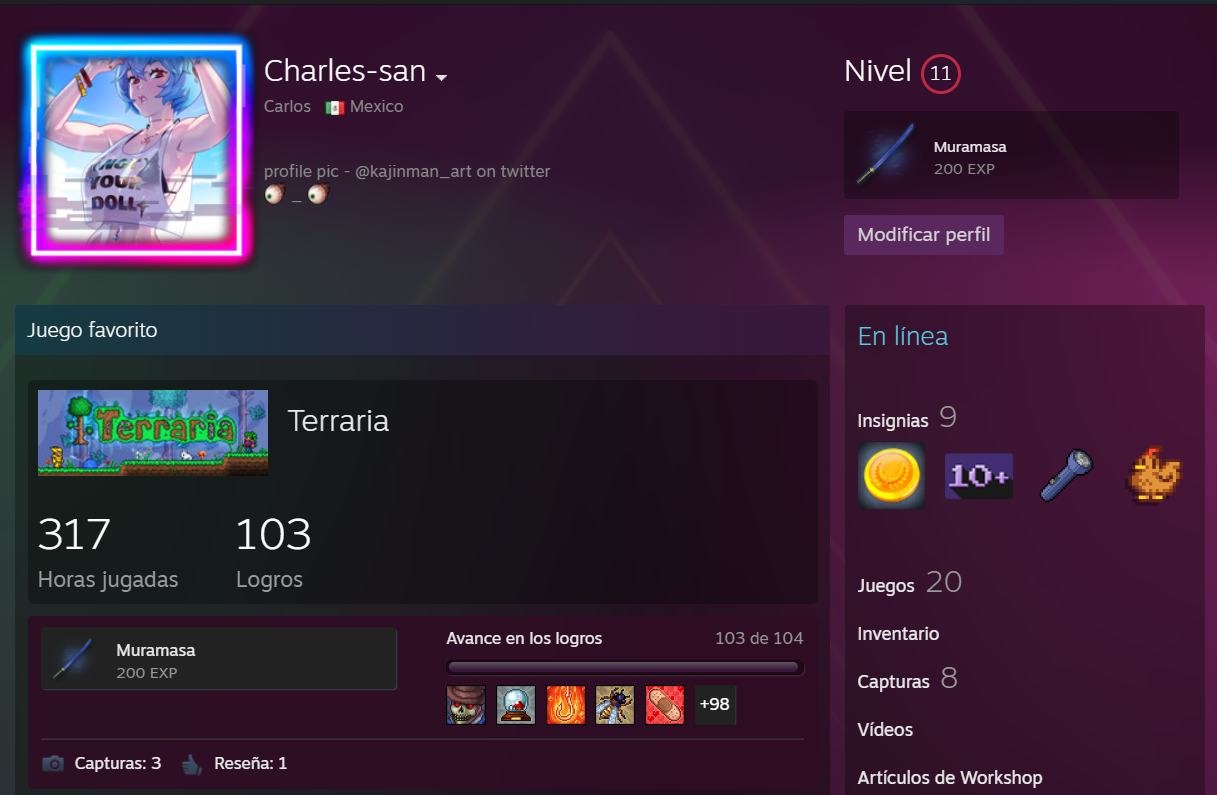 Charles-san
Carlos Mexico
profile pic - @kajinman_art on twitter
_
Nivel 11
Muramasa
200 EXP
Modificar perfil
YOUR
DOLL
Juego favorito
Terraria
Terraria
317
Horas jugadas
103
Logros
Muramasa
200 EXP
Avance en los logros 103 de 104
+98
Capturas: 3 Reseña: 1
En línea
Insignias 9
10+
Juegos 20
Inventario
Capturas 8
Vídeos
Artículos de Workshop